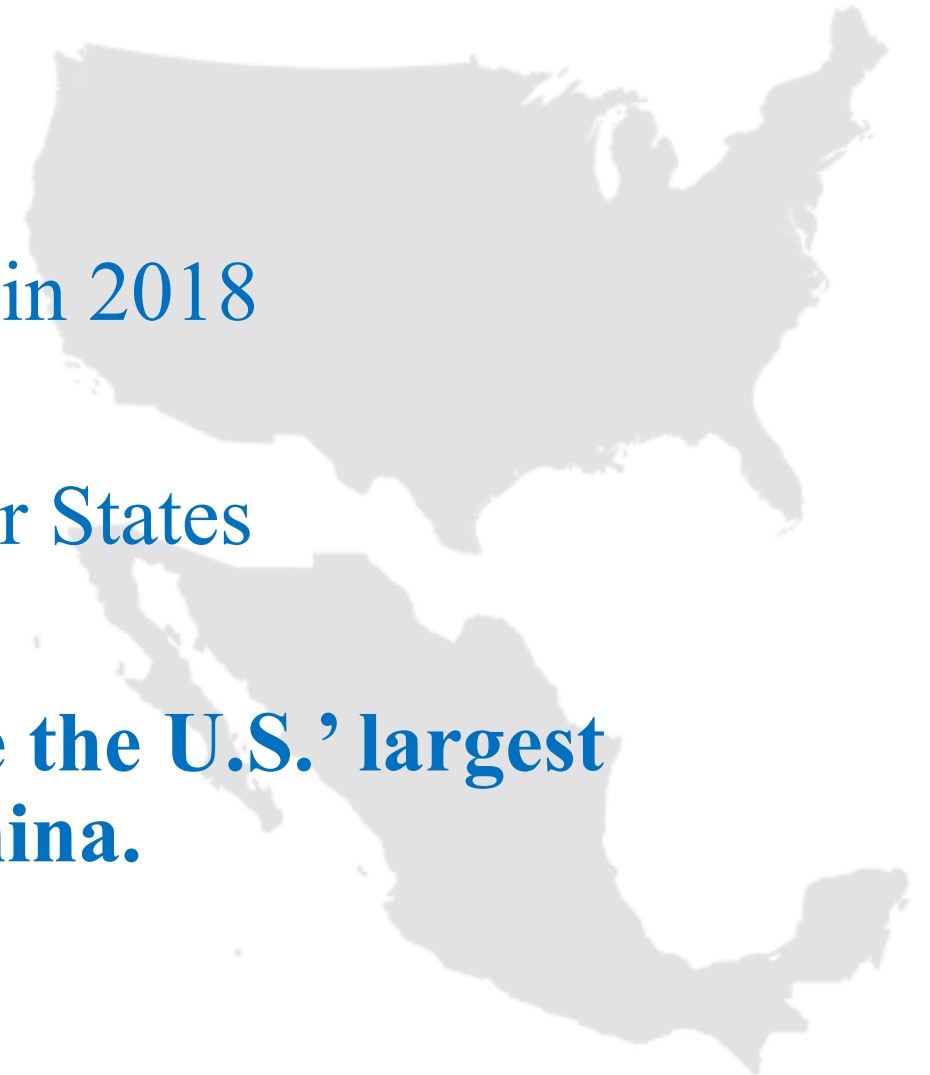 in 2018
r States
e the U.S.’ largest
ina.